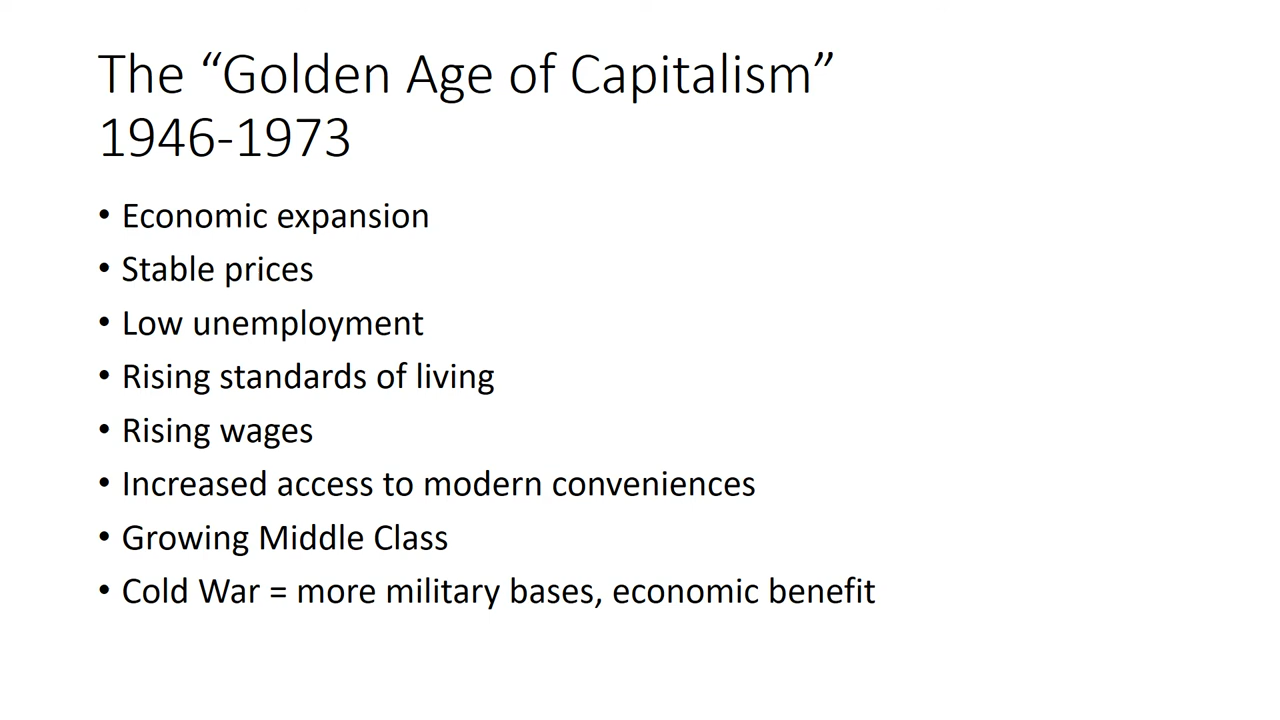 The “Golden Age of Capitalism”
1946-1973
• Economic expansion
• Stable prices
• Low unemployment
• Rising standards of living
• Rising wages
• Increased access to modern conveniences
• Growing Middle Class
• Cold War = more military bases, economic benefit